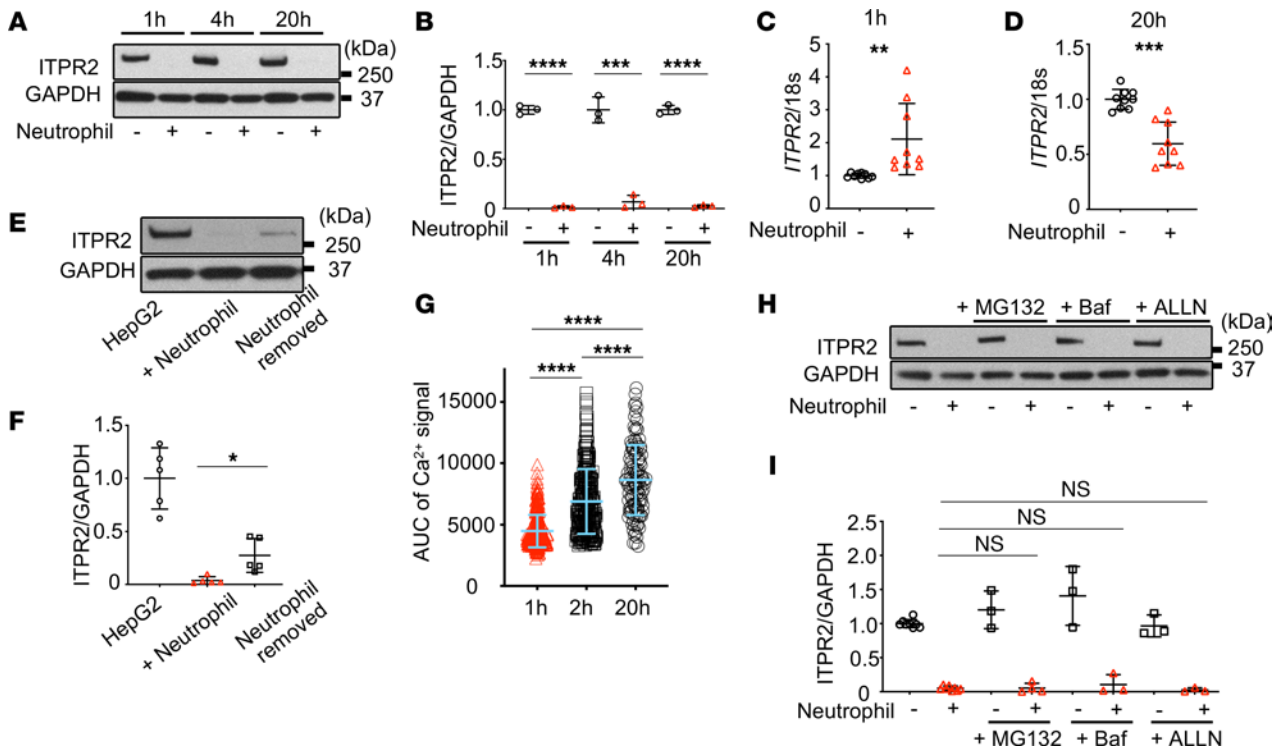 A
1h 4h 20h
(kDa)
ITPR2
250
GAPDH
37
Neutrophil - + - + - +
B
**** *** ****
ITPR2/GAPDH
1.0
0.5
0
Neutrophil - + - + - +
1h 4h 20h
C
1h
**
ITPR2/18s
5
4
3
2
1
0
Neutrophil - +
D
20h
***
ITPR2/18s
1.5
1.0
0.5
0
Neutrophil - +
E
(kDa)
ITPR2
250
GAPDH
37
HepG2
+ Neutrophil
Neutrophil
removed
F
ITPR2/GAPDH
1.5
1.0
0.5
0
*
HepG2
+ Neutrophil
Neutrophil
removed
G
****
**** ****
AUC of Ca²⁺ signal
15000
10000
5000
0
1h 2h 20h
H
+ MG132 + Baf + ALLN
(kDa)
ITPR2
250
GAPDH
37
Neutrophil - + - + - + - +
I
NS
NS
NS
ITPR2/GAPDH
2.5
2.0
1.5
1.0
0.5
0
Neutrophil - + - + - + - +
+ MG132 + Baf + ALLN